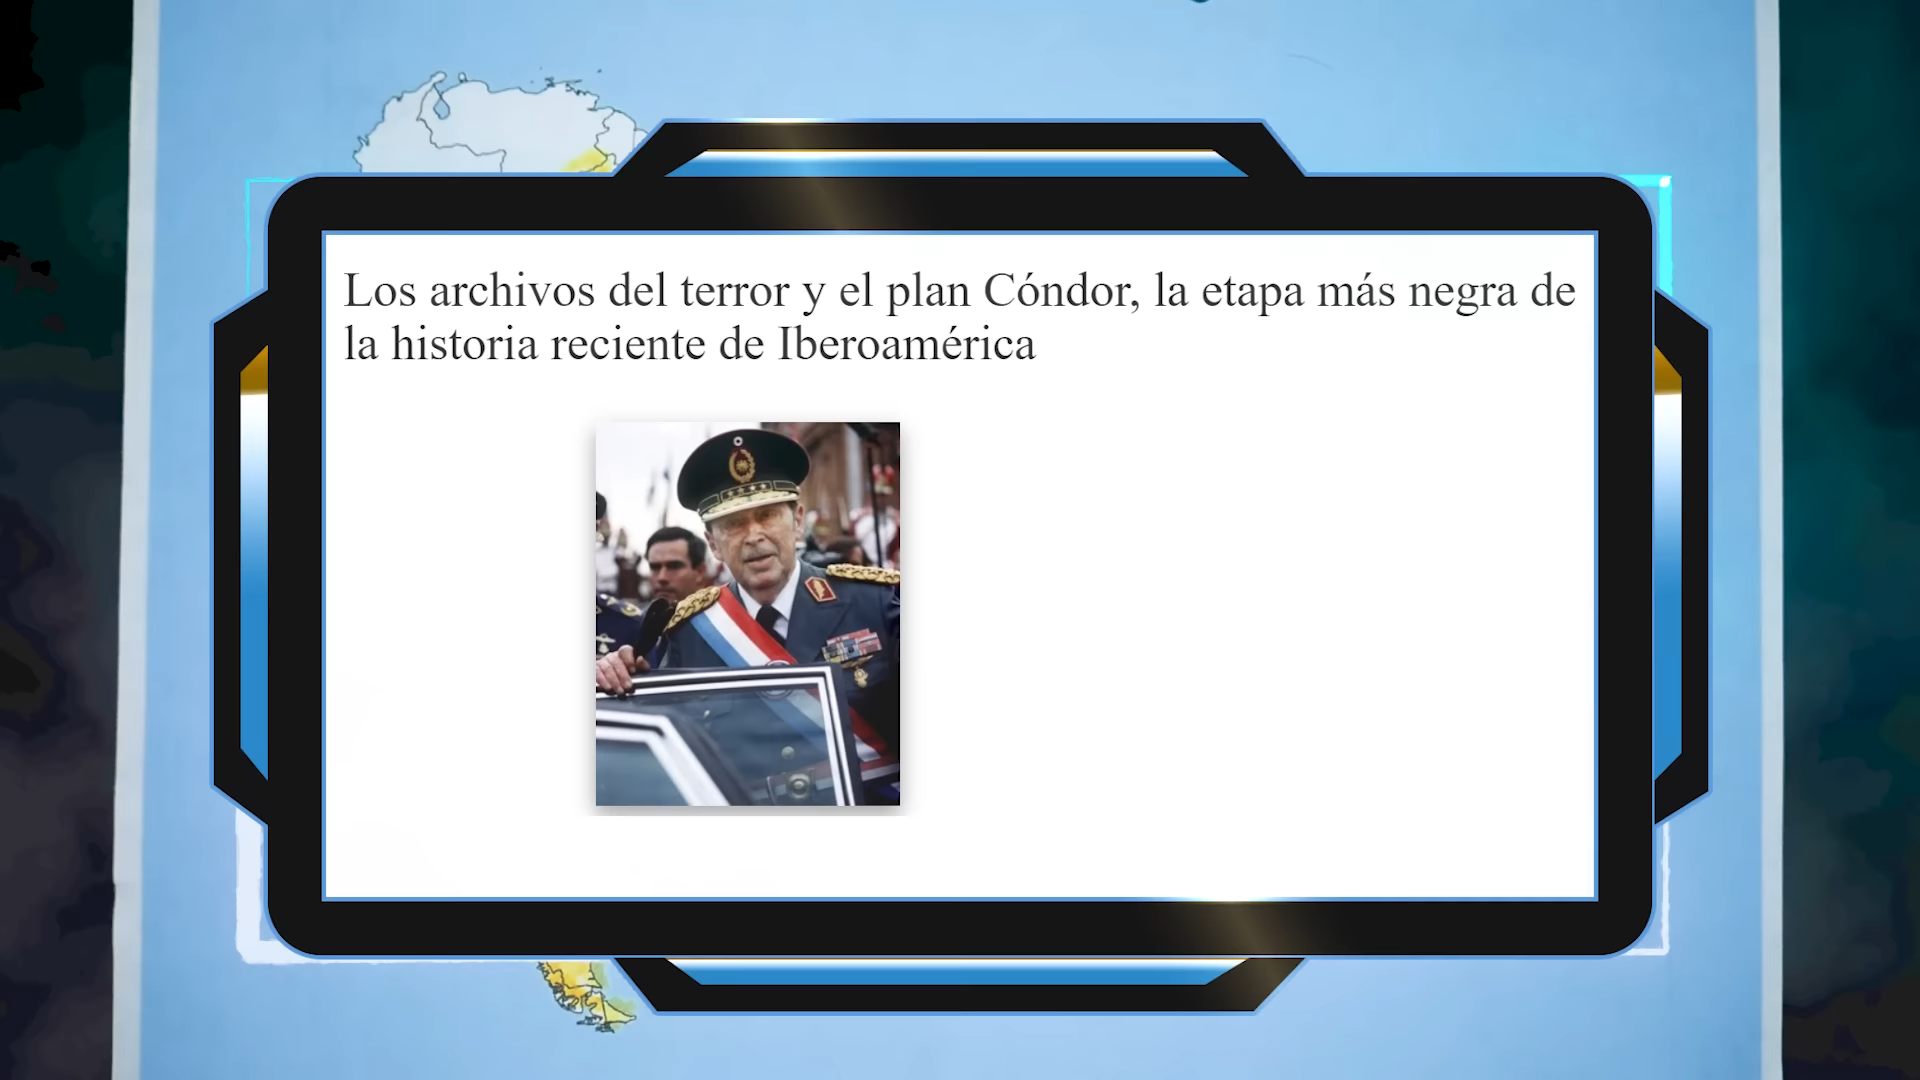 Los archivos del terror y el plan Cóndor, la etapa más negra de
la historia reciente de Iberoamérica